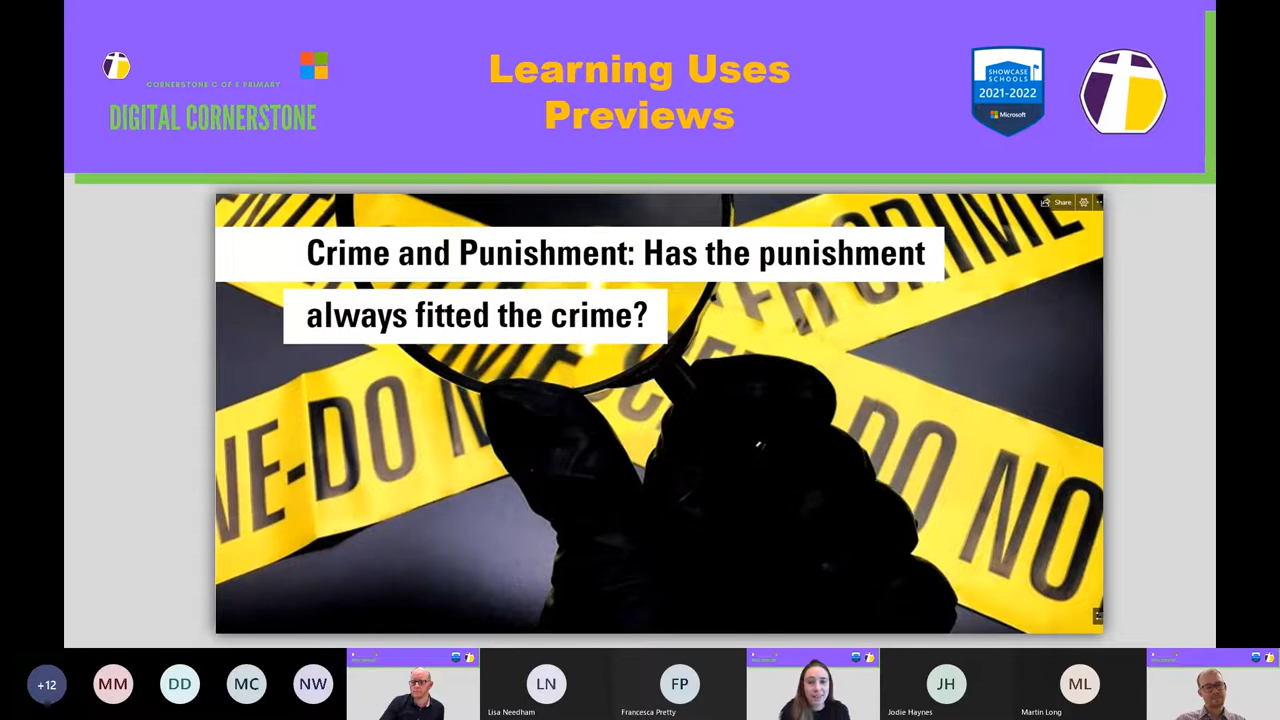 CORNERSTONE C OF E PRIMARY
DIGITAL CORNERSTONE
Learning Uses
Previews
SHOWCASE
SCHOOLS
2021-2022
Microsoft
Share
Crime and Punishment: Has the punishment
always fitted the crime?
CRIME
DO
DO NO
+12
MM
DD
MC
NW
LN
Lisa Needham
FP
Francesca Pretty
JH
Jodie Haynes
ML
Martin Long